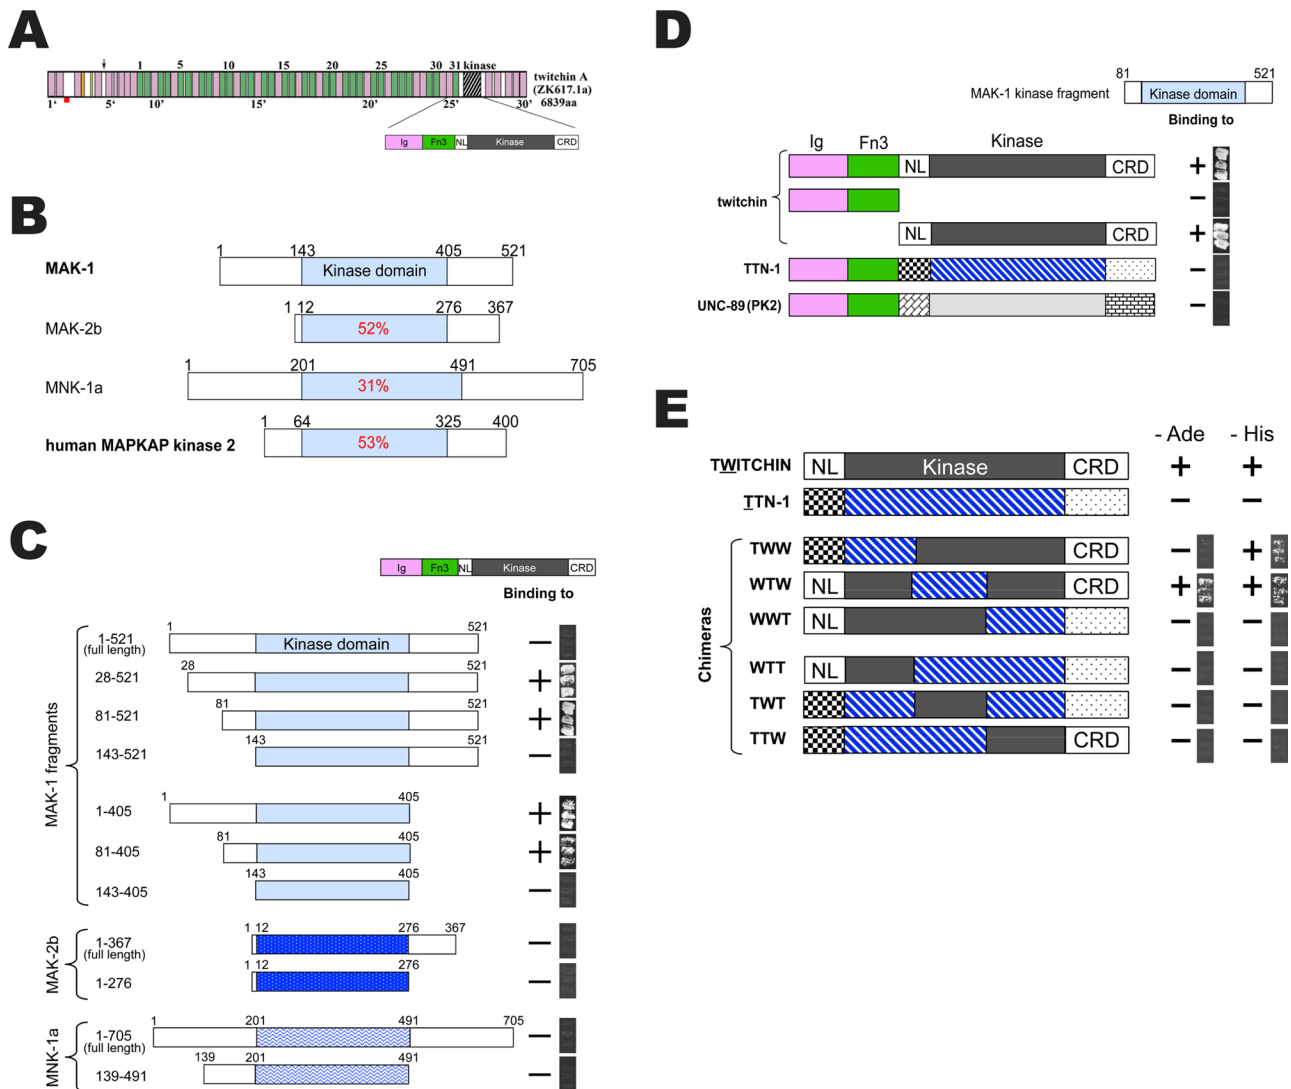 A
1 5 10 15 20 25 30 31 kinase
twitchin A
(ZK617.1a)
6839aa
1' 5' 10' 15' 20' 25' 30'
Ig Fn3 NL Kinase CRD
B
1 143 405 521
MAK-1 Kinase domain
1 12 276 367
MAK-2b 52%
1 201 491 705
MNK-1a 31%
1 64 325 400
human MAPKAP kinase 2 53%
C
Ig Fn3 NL Kinase CRD
Binding to
MAK-1 fragments
1 521
1-521
(full length)
Kinase domain −
28 521
28-521 +
81 521
81-521 +
143 521
143-521 −
1 405
1-405 +
81 405
81-405 +
143 405
143-405 −
MAK-2b
1 12 276 367
1-367
(full length)
−
1 12 276
1-276 −
MNK-1a
1 201 491 705
1-705
(full length)
−
139 201 491
139-491 −
D
81 521
MAK-1 kinase fragment Kinase domain
Binding to
Ig Fn3 Kinase
NL CRD +
twitchin −
NL CRD +
TTN-1 −
UNC-89 (PK2) −
E
- Ade - His
TWITCHIN NL Kinase CRD + +
TTN-1 − −
Chimeras
TWW CRD − +
WTW NL CRD + +
WWT NL − −
WTT NL − −
TWT − −
TTW CRD − −